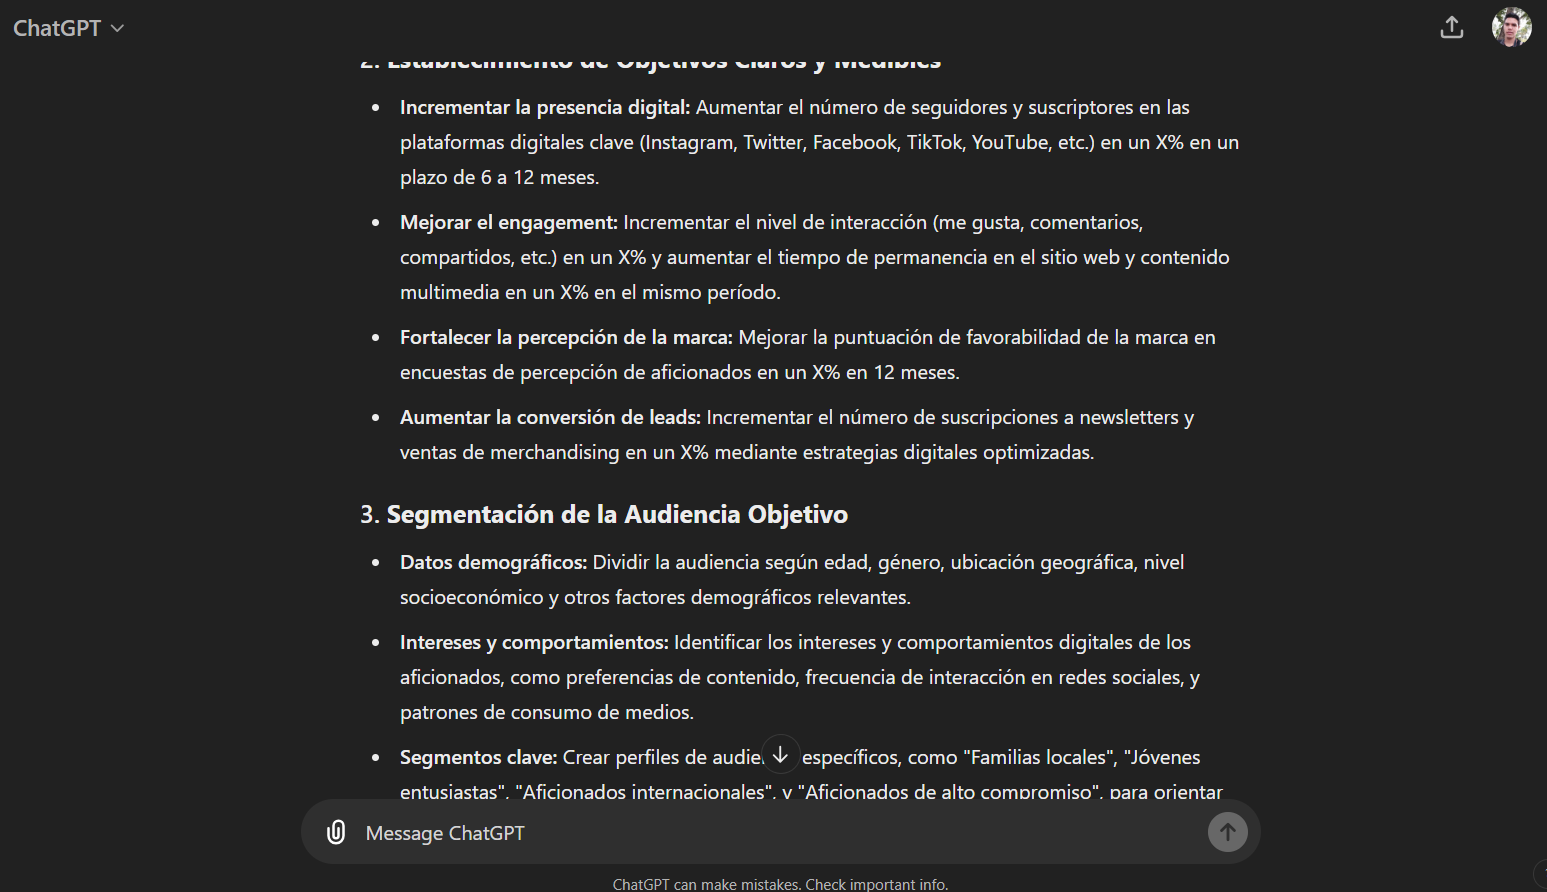 ChatGPT
2. Establecimiento de Objetivos Claros y Medibles
Incrementar la presencia digital: Aumentar el número de seguidores y suscriptores en las
plataformas digitales clave (Instagram, Twitter, Facebook, TikTok, YouTube, etc.) en un X% en un
plazo de 6 a 12 meses.
Mejorar el engagement: Incrementar el nivel de interacción (me gusta, comentarios,
compartidos, etc.) en un X% y aumentar el tiempo de permanencia en el sitio web y contenido
multimedia en un X% en el mismo período.
Fortalecer la percepción de la marca: Mejorar la puntuación de favorabilidad de la marca en
encuestas de percepción de aficionados en un X% en 12 meses.
Aumentar la conversión de leads: Incrementar el número de suscripciones a newsletters y
ventas de merchandising en un X% mediante estrategias digitales optimizadas.
3. Segmentación de la Audiencia Objetivo
Datos demográficos: Dividir la audiencia según edad, género, ubicación geográfica, nivel
socioeconómico y otros factores demográficos relevantes.
Intereses y comportamientos: Identificar los intereses y comportamientos digitales de los
aficionados, como preferencias de contenido, frecuencia de interacción en redes sociales, y
patrones de consumo de medios.
Segmentos clave: Crear perfiles de específicos, como "Familias locales", "Jóvenes
entusiastas", "Aficionados internacionales", y "Aficionados de alto compromiso", para orientar
Message ChatGPT
ChatGPT can make mistakes. Check important info.